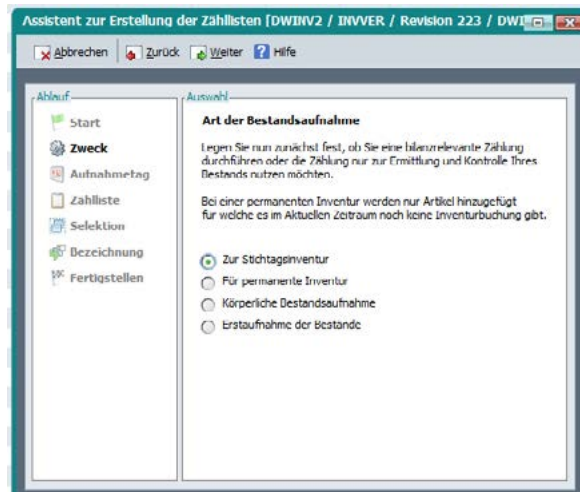 Assistent zur Erstellung der Zähllisten [DWINV2 / INVVER / Revision 223 / DWI
Abbrechen Zurück Weiter Hilfe
Ablauf
Start
Zweck
Aufnahmetag
Zählliste
Selektion
Bezeichnung
Fertigstellen
Auswahl
Art der Bestandsaufnahme
Legen Sie nun zunächst fest, ob Sie eine bilanzrelevante Zählung
durchführen oder die Zählung nur zur Ermittlung und Kontrolle Ihres
Bestands nutzen möchten.
Bei einer permanenten Inventur werden nur Artikel hinzugefügt
für welche es im Aktuellen Zeitraum noch keine Inventurbuchung gibt.
Zur Stichtagsinventur
Für permanente Inventur
Körperliche Bestandsaufnahme
Erstaufnahme der Bestände